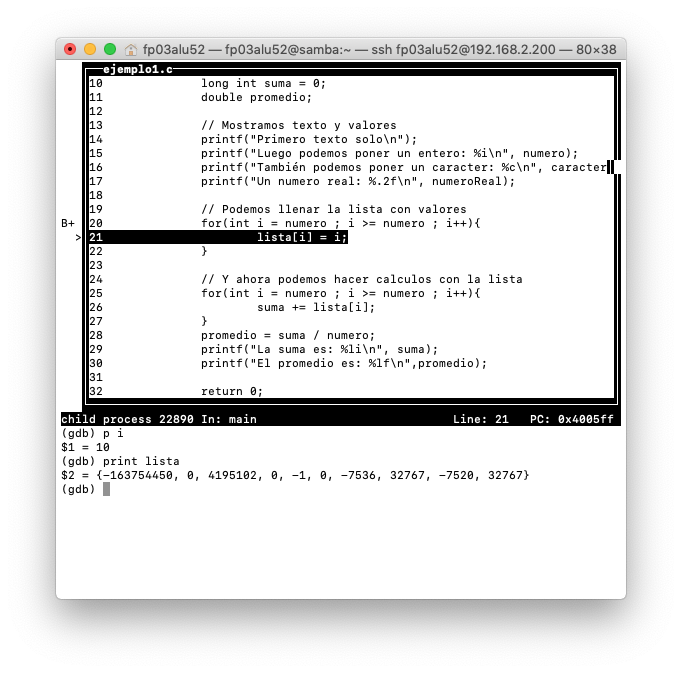 fp03alu52 — fp03alu52@samba:~ — ssh fp03alu52@192.168.2.200 — 80×38
ejemplo1.c
10 long int suma = 0;
11 double promedio;
12
13 // Mostramos texto y valores
14 printf("Primero texto solo\n");
15 printf("Luego podemos poner un entero: %i\n", numero);
16 printf("También podemos poner un caracter: %c\n", caracter
17 printf("Un numero real: %.2f\n", numeroReal);
18
19 // Podemos llenar la lista con valores
B+ 20 for(int i = numero ; i >= numero ; i++){
> 21 lista[i] = i;
22 }
23
24 // Y ahora podemos hacer calculos con la lista
25 for(int i = numero ; i >= numero ; i++){
26 suma += lista[i];
27 }
28 promedio = suma / numero;
29 printf("La suma es: %li\n", suma);
30 printf("El promedio es: %lf\n",promedio);
31
32 return 0;
child process 22890 In: main Line: 21 PC: 0x4005ff
(gdb) p i
$1 = 10
(gdb) print lista
$2 = {-163754450, 0, 4195102, 0, -1, 0, -7536, 32767, -7520, 32767}
(gdb)